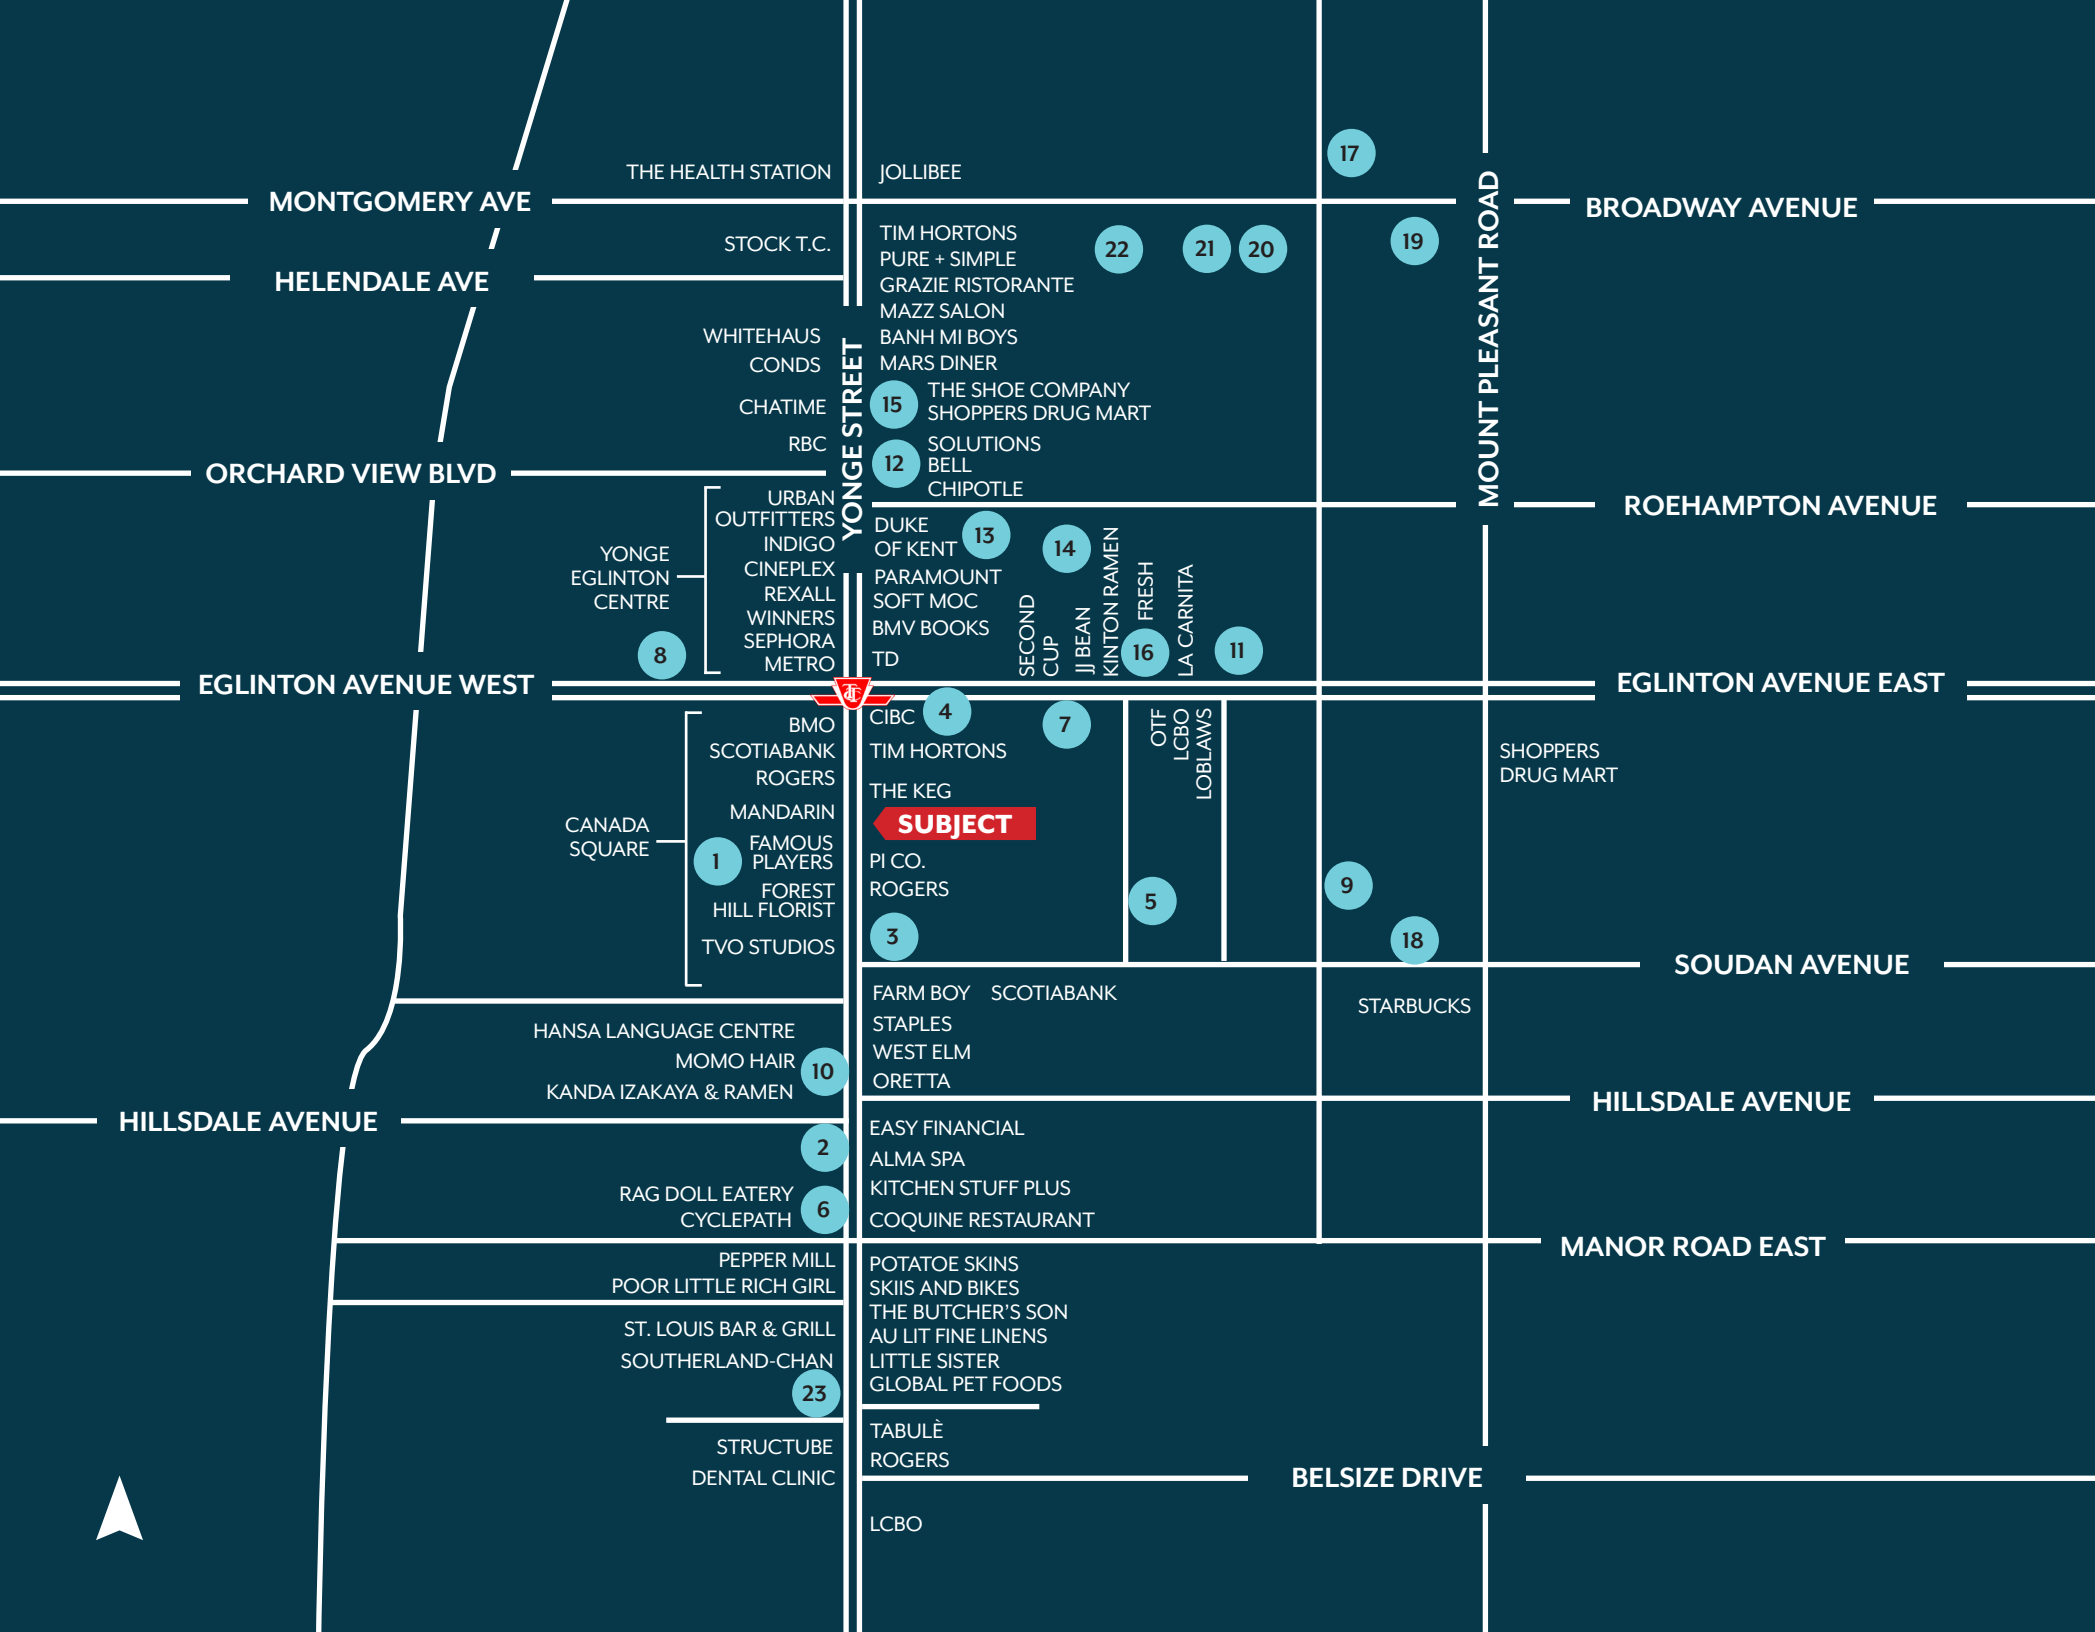 17
THE HEALTH STATION
JOLLIBEE
MONTGOMERY AVE
BROADWAY AVENUE
MOUNT PLEASANT ROAD
STOCK T.C.
TIM HORTONS
PURE + SIMPLE
GRAZIE RISTORANTE
MAZZ SALON
BANH MI BOYS
MARS DINER
22
21
20
19
HELENDALE AVE
WHITEHAUS
CONDS
CHATIME
RBC
YONGE STREET
15
THE SHOE COMPANY
SHOPPERS DRUG MART
12
SOLUTIONS
BELL
CHIPOTLE
ORCHARD VIEW BLVD
ROEHAMPTON AVENUE
YONGE
EGLINTON
CENTRE
8
URBAN
OUTFITTERS
INDIGO
CINEPLEX
REXALL
WINNERS
SEPHORA
METRO
DUKE
OF KENT
13
PARAMOUNT
SOFT MOC
BMV BOOKS
TD
14
SECOND
CUP
JJ BEAN
KINTON RAMEN
FRESH
16
LA CARNITA
11
EGLINTON AVENUE WEST
TTC
EGLINTON AVENUE EAST
CANADA
SQUARE
BMO
SCOTIABANK
ROGERS
MANDARIN
1
FAMOUS
PLAYERS
FOREST
HILL FLORIST
TVO STUDIOS
CIBC
4
7
TIM HORTONS
THE KEG
SUBJECT
PI CO.
ROGERS
3
OTF
LCBO
LOBLAWS
5
9
18
SHOPPERS
DRUG MART
SOUDAN AVENUE
FARM BOY
SCOTIABANK
STAPLES
WEST ELM
ORETTA
STARBUCKS
HANSA LANGUAGE CENTRE
MOMO HAIR
10
KANDA IZAKAYA & RAMEN
HILLSDALE AVENUE
HILLSDALE AVENUE
2
EASY FINANCIAL
ALMA SPA
KITCHEN STUFF PLUS
COQUINE RESTAURANT
RAG DOLL EATERY
CYCLEPATH
6
MANOR ROAD EAST
PEPPER MILL
POOR LITTLE RICH GIRL
POTATOE SKINS
SKIIS AND BIKES
THE BUTCHER'S SON
AU LIT FINE LINENS
LITTLE SISTER
GLOBAL PET FOODS
ST. LOUIS BAR & GRILL
SOUTHERLAND-CHAN
23
STRUCTUBE
DENTAL CLINIC
TABULÈ
ROGERS
BELSIZE DRIVE
LCBO